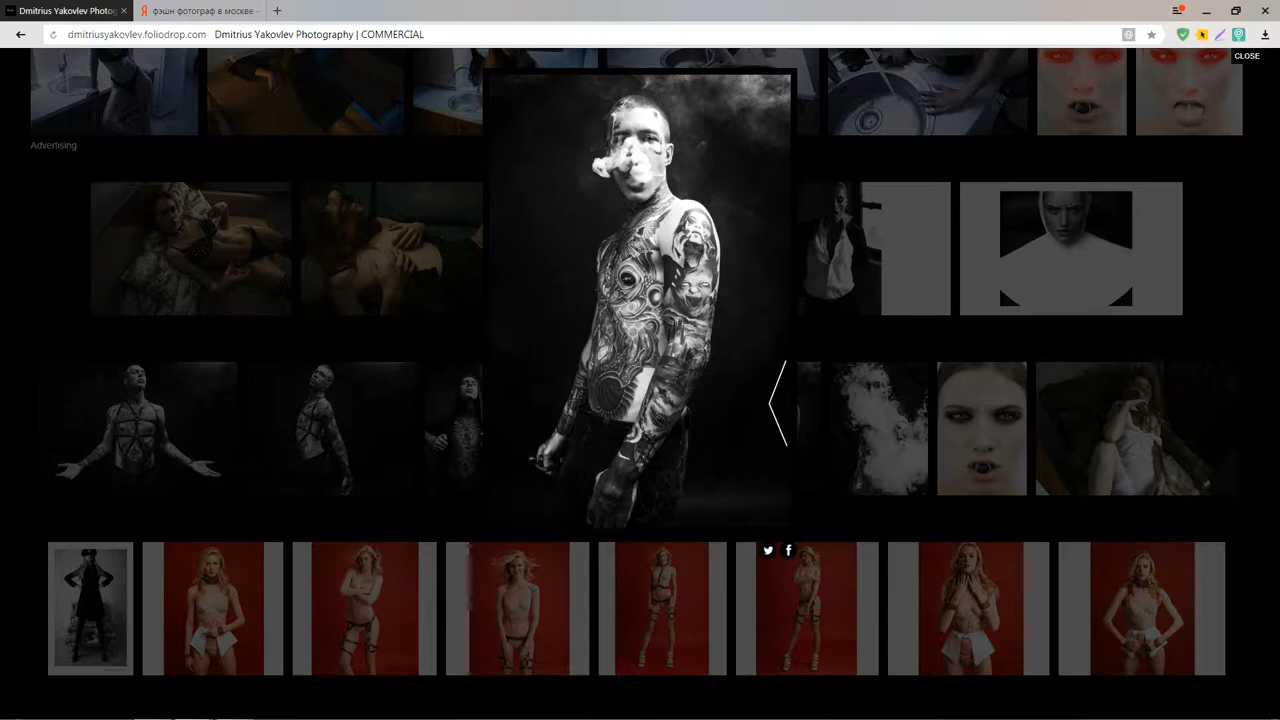 Dmitrius Yakovlev Photog
фэшн фотограф в москве -
dmitriusyakovlev.foliodrop.com Dmitrius Yakovlev Photography | COMMERCIAL
CLOSE
Advertising